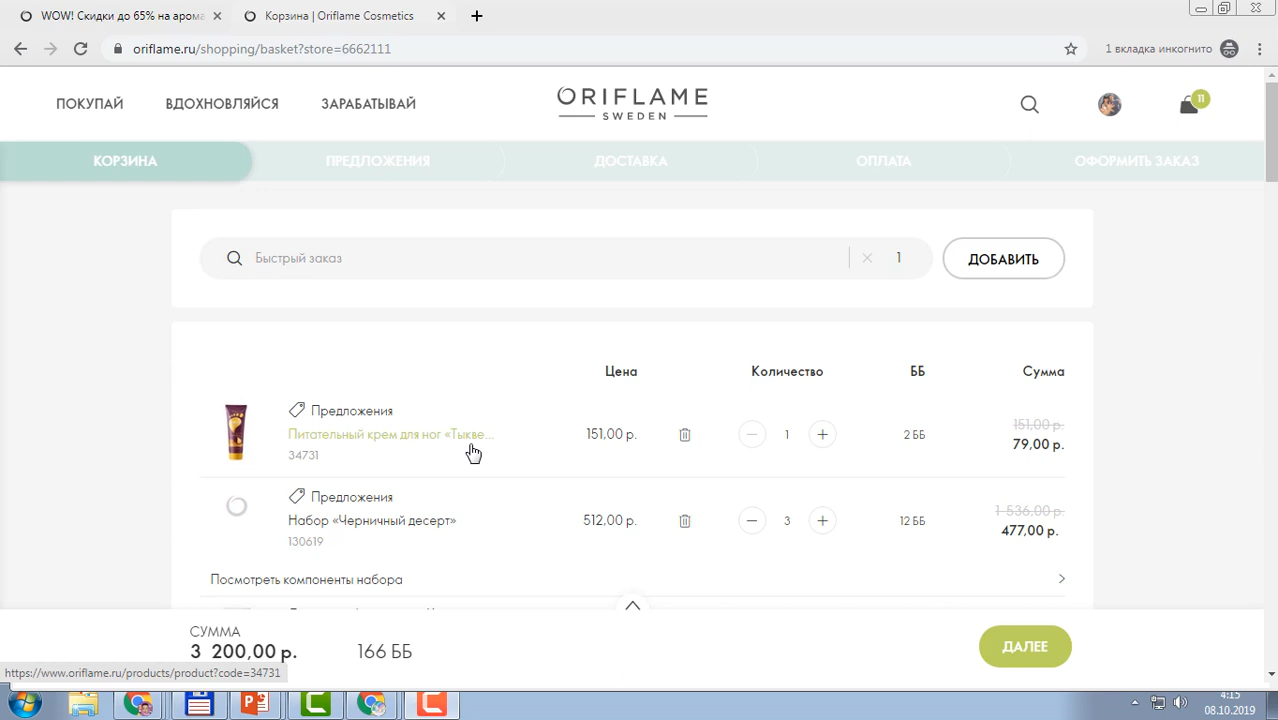 WOW! Скидки до 65% на арома
Корзина | Oriflame Cosmetics
oriflame.ru/shopping/basket?store=6662111
1 вкладка инкогнито
ПОКУПАЙ
ВДОХНОВЛЯЙСЯ
ЗАРАБАТЫВАЙ
ORIFLAME
SWEDEN
11
КОРЗИНА
ПРЕДЛОЖЕНИЯ
ДОСТАВКА
ОПЛАТА
ОФОРМИТЬ ЗАКАЗ
Быстрый заказ
1
ДОБАВИТЬ
Цена
Количество
ББ
Сумма
Предложения
Питательный крем для ног «Тыкве...
34731
151,00 р.
1
2 ББ
151,00 р.
79,00 р.
Предложения
Набор «Черничный десерт»
130619
512,00 р.
3
12 ББ
1 536,00 р.
477,00 р.
Посмотреть компоненты набора
СУММА
3 200,00 р.
166 ББ
ДАЛЕЕ
https://www.oriflame.ru/products/product?code=34731
4:15
08.10.2019